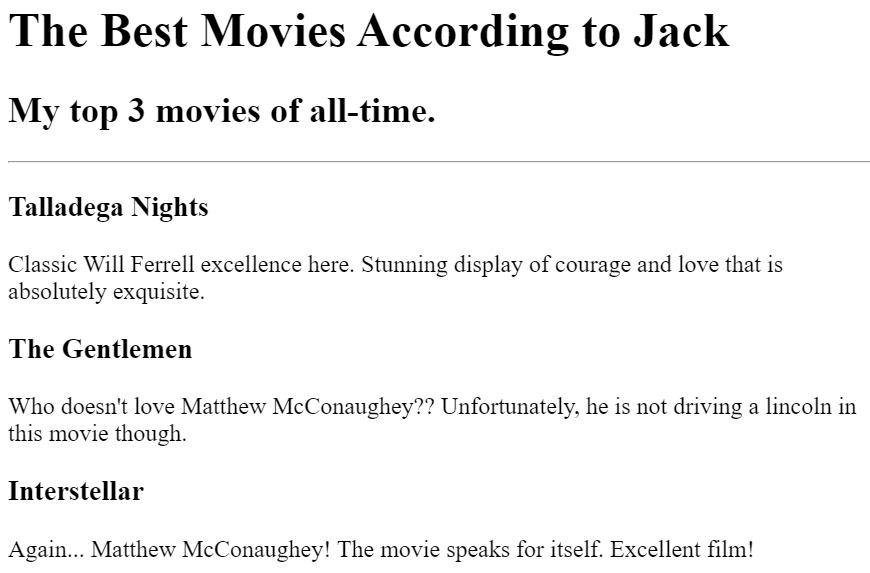 The Best Movies According to Jack
My top 3 movies of all-time.
Talladega Nights
Classic Will Ferrell excellence here. Stunning display of courage and love that is
absolutely exquisite.
The Gentlemen
Who doesn't love Matthew McConaughey?? Unfortunately, he is not driving a lincoln in
this movie though.
Interstellar
Again... Matthew McConaughey! The movie speaks for itself. Excellent film!